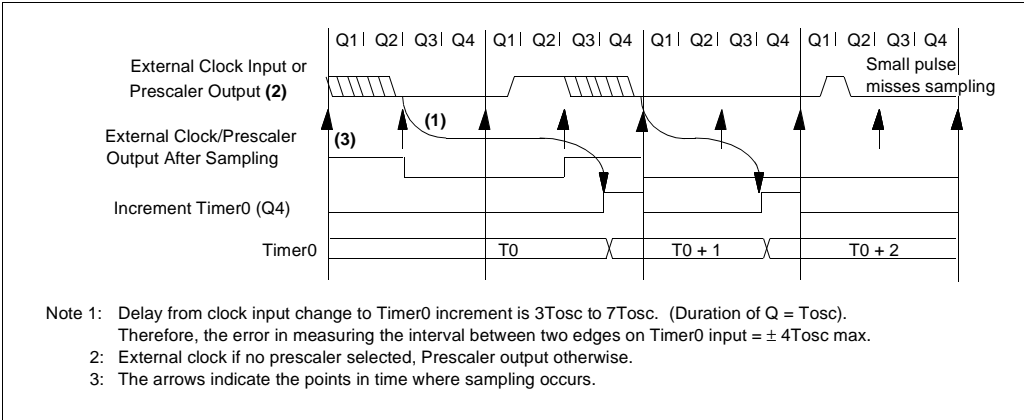 Q1 | Q2 | Q3 | Q4 Q1 | Q2 | Q3 | Q4 Q1 | Q2 | Q3 | Q4 Q1 | Q2 | Q3 | Q4
External Clock Input or
Prescaler Output (2)
Small pulse
misses sampling
(1)
(3)
External Clock/Prescaler
Output After Sampling
Increment Timer0 (Q4)
Timer0 T0 T0 + 1 T0 + 2
Note 1: Delay from clock input change to Timer0 increment is 3Tosc to 7Tosc. (Duration of Q = Tosc).
Therefore, the error in measuring the interval between two edges on Timer0 input = ± 4Tosc max.
2: External clock if no prescaler selected, Prescaler output otherwise.
3: The arrows indicate the points in time where sampling occurs.